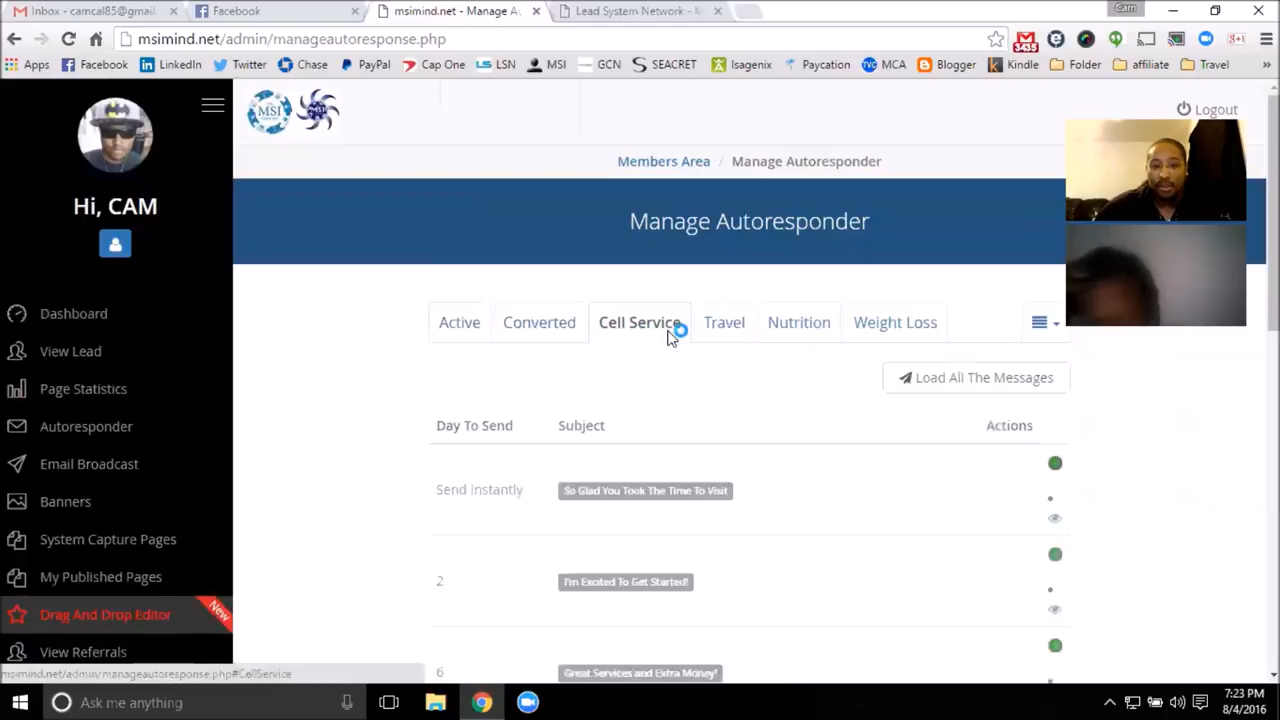 Inbox - camcal85@gmail.
Facebook
msimind.net - Manage A
Lead System Network -
Cam
msimind.net/admin/manageautoresponse.php
3435
Apps
Facebook
LinkedIn
Twitter
Chase
PayPal
Cap One
LSN
MSI
GCN
SEACRET
Isagenix
Paycation
MCA
Blogger
Kindle
Folder
affiliate
Travel
MSI
Logout
Members Area / Manage Autoresponder
Hi, CAM
Manage Autoresponder
Dashboard
View Lead
Page Statistics
Autoresponder
Email Broadcast
Banners
System Capture Pages
My Published Pages
Drag And Drop Editor
New
View Referrals
Active
Converted
Cell Service
Travel
Nutrition
Weight Loss
Load All The Messages
Day To Send
Subject
Actions
Send Instantly
So Glad You Took The Time To Visit
2
I'm Excited To Get Started!
6
Great Services and Extra Money!
msimind.net/admin/manageautoresponse.php#CellService
Ask me anything
7:23 PM
8/4/2016